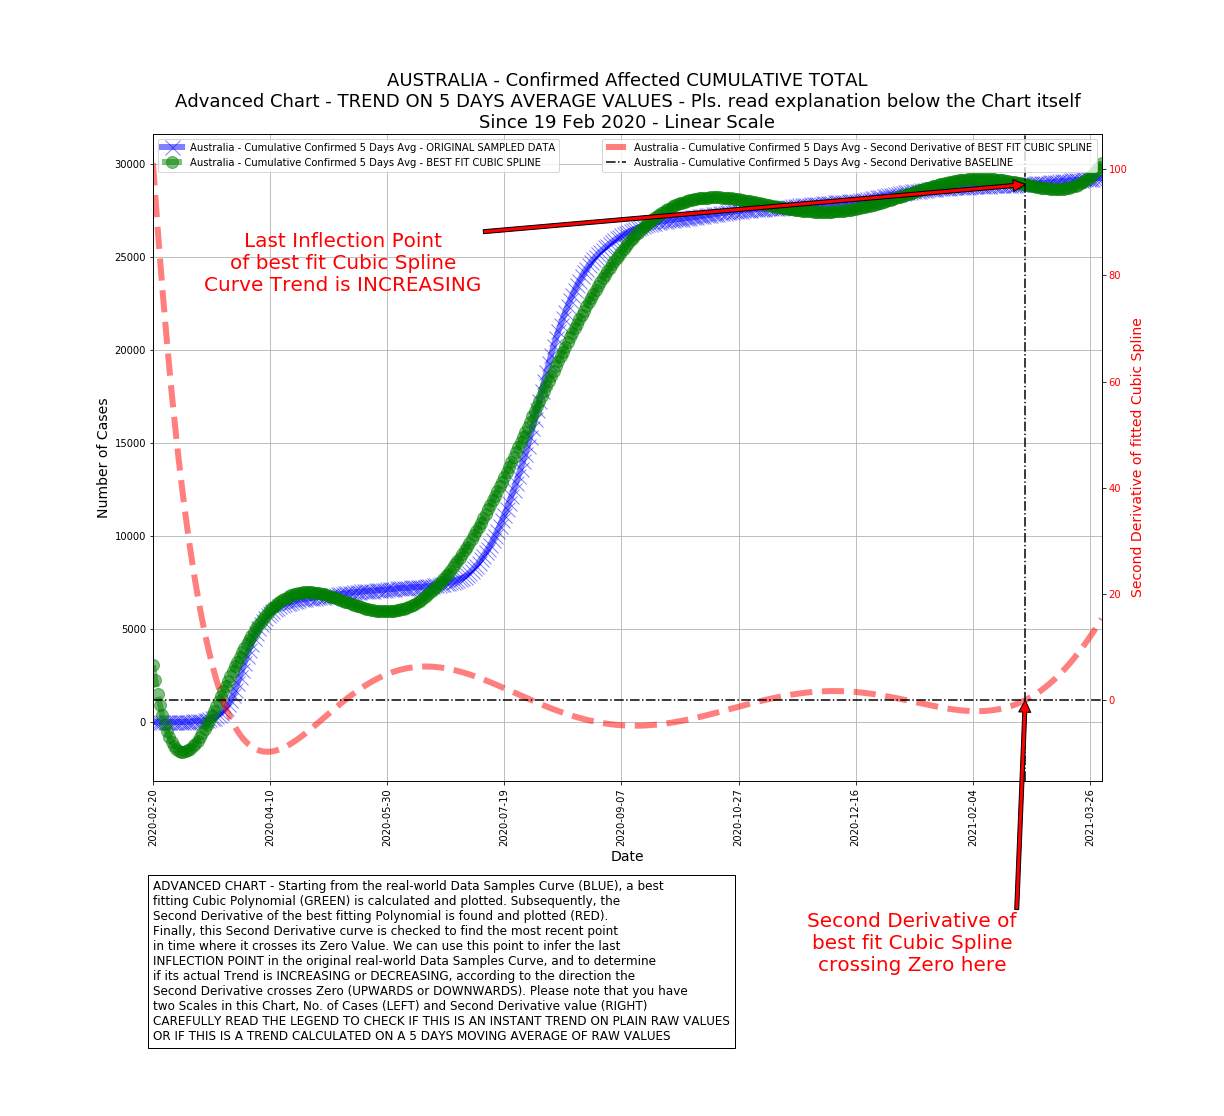 AUSTRALIA - Confirmed Affected CUMULATIVE TOTAL
Advanced Chart - TREND ON 5 DAYS AVERAGE VALUES - Pls. read explanation below the Chart itself
Since 19 Feb 2020 - Linear Scale
Australia - Cumulative Confirmed 5 Days Avg - ORIGINAL SAMPLED DATA
Australia - Cumulative Confirmed 5 Days Avg - BEST FIT CUBIC SPLINE
Australia - Cumulative Confirmed 5 Days Avg - Second Derivative of BEST FIT CUBIC SPLINE
Australia - Cumulative Confirmed 5 Days Avg - Second Derivative BASELINE
Last Inflection Point
of best fit Cubic Spline
Curve Trend is INCREASING
Number of Cases
30000
25000
20000
15000
10000
5000
0
Second Derivative of fitted Cubic Spline
100
80
60
40
20
0
2020-02-20
2020-04-10
2020-05-30
2020-07-19
2020-09-07
2020-10-27
2020-12-16
2021-02-04
2021-03-26
Date
ADVANCED CHART - Starting from the real-world Data Samples Curve (BLUE), a best
fitting Cubic Polynomial (GREEN) is calculated and plotted. Subsequently, the
Second Derivative of the best fitting Polynomial is found and plotted (RED).
Finally, this Second Derivative curve is checked to find the most recent point
in time where it crosses its Zero Value. We can use this point to infer the last
INFLECTION POINT in the original real-world Data Samples Curve, and to determine
if its actual Trend is INCREASING or DECREASING, according to the direction the
Second Derivative crosses Zero (UPWARDS or DOWNWARDS). Please note that you have
two Scales in this Chart, No. of Cases (LEFT) and Second Derivative value (RIGHT)
CAREFULLY READ THE LEGEND TO CHECK IF THIS IS AN INSTANT TREND ON PLAIN RAW VALUES
OR IF THIS IS A TREND CALCULATED ON A 5 DAYS MOVING AVERAGE OF RAW VALUES
Second Derivative of
best fit Cubic Spline
crossing Zero here